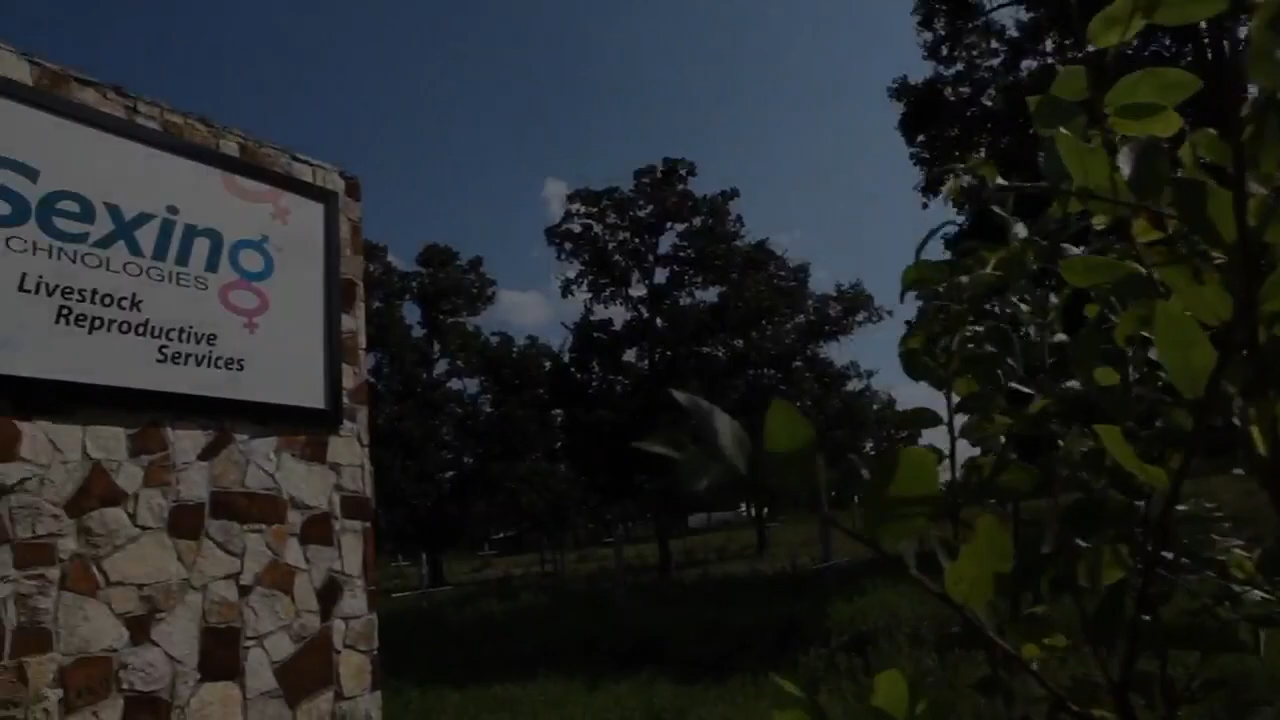 Sexing
CHNOLOGIES
Livestock
Reproductive
Services